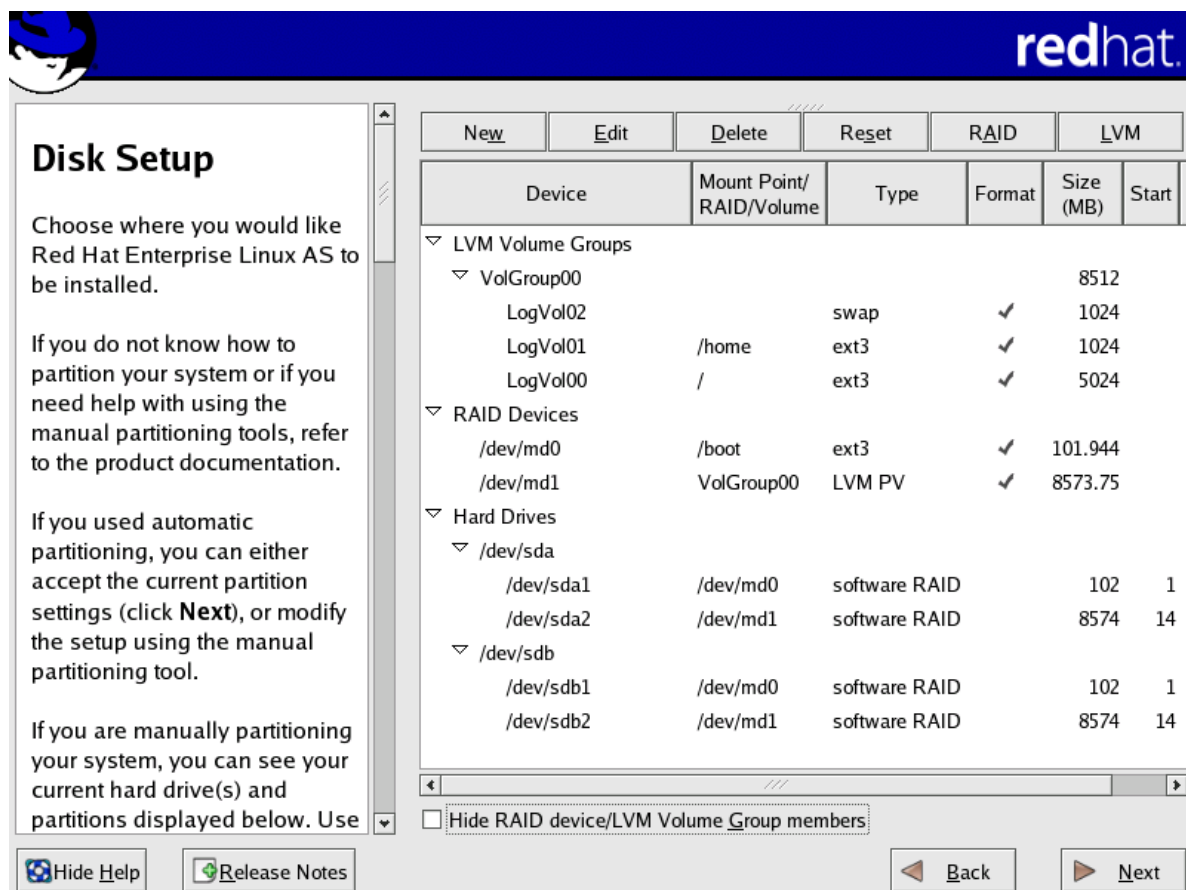 redhat.
Disk Setup
Choose where you would like
Red Hat Enterprise Linux AS to
be installed.
If you do not know how to
partition your system or if you
need help with using the
manual partitioning tools, refer
to the product documentation.
If you used automatic
partitioning, you can either
accept the current partition
settings (click Next), or modify
the setup using the manual
partitioning tool.
If you are manually partitioning
your system, you can see your
current hard drive(s) and
partitions displayed below. Use
New Edit Delete Reset RAID LVM
Device Mount Point/ RAID/Volume Type Format Size (MB) Start
LVM Volume Groups
VolGroup00 8512
LogVol02 swap 1024
LogVol01 /home ext3 1024
LogVol00 / ext3 5024
RAID Devices
/dev/md0 /boot ext3 101.944
/dev/md1 VolGroup00 LVM PV 8573.75
Hard Drives
/dev/sda
/dev/sda1 /dev/md0 software RAID 102 1
/dev/sda2 /dev/md1 software RAID 8574 14
/dev/sdb
/dev/sdb1 /dev/md0 software RAID 102 1
/dev/sdb2 /dev/md1 software RAID 8574 14
Hide RAID device/LVM Volume Group members
Hide Help Release Notes Back Next